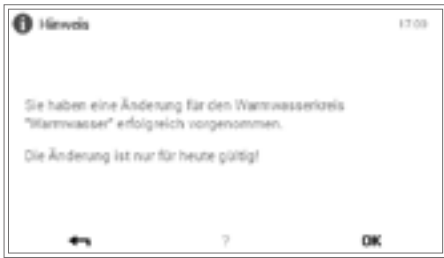 Hinweis 17:03
Sie haben eine Änderung für den Warmwasserkreis
"Warmwasser" erfolgreich vorgenommen.
Die Änderung ist nur für heute gültig!
? OK